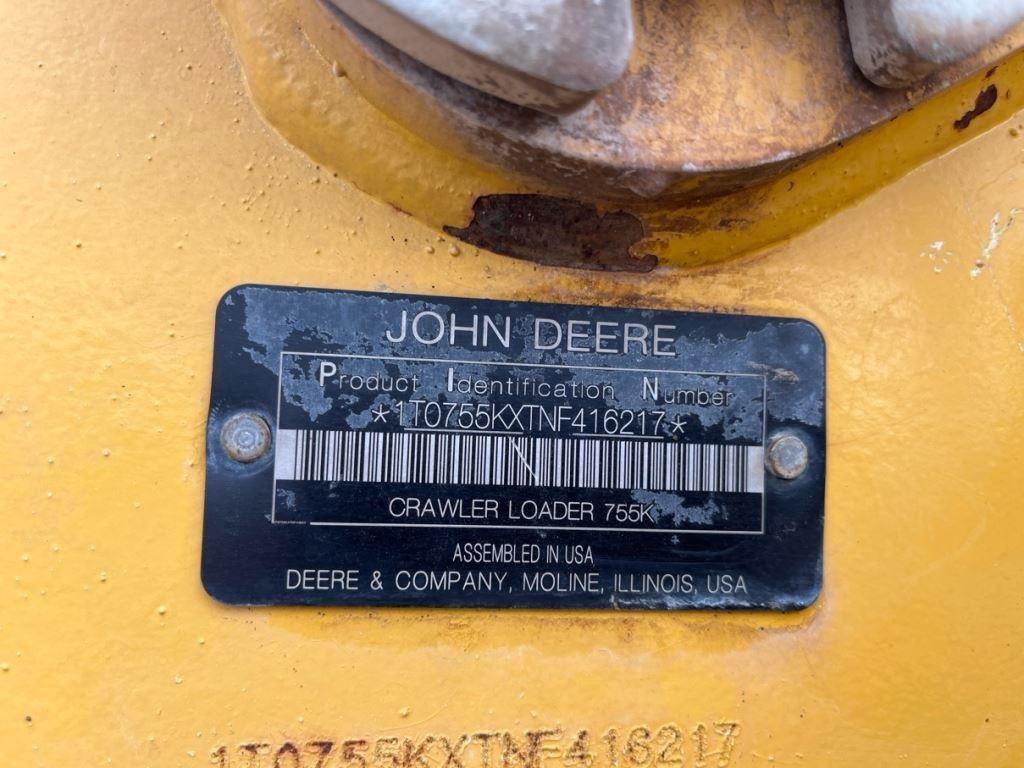 JOHN DEERE
Product Identification Number
*1T0755KXTNF416217*
CRAWLER LOADER 755K
ASSEMBLED IN USA
DEERE & COMPANY, MOLINE, ILLINOIS, USA
1T0755KXTNF416217